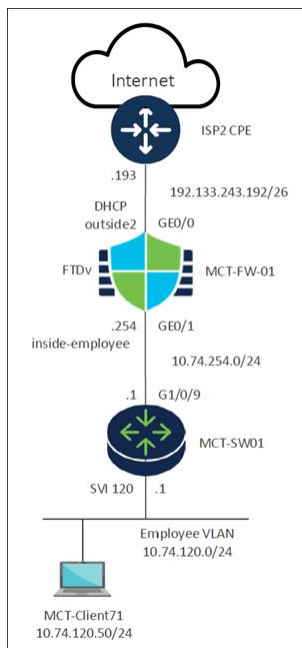 Internet
ISP2 CPE
.193
192.133.243.192/26
DHCP
outside2
GE0/0
FTDv
MCT-FW-01
.254
GE0/1
inside-employee
10.74.254.0/24
.1
G1/0/9
MCT-SW01
SVI 120
.1
Employee VLAN
10.74.120.0/24
MCT-Client71
10.74.120.50/24